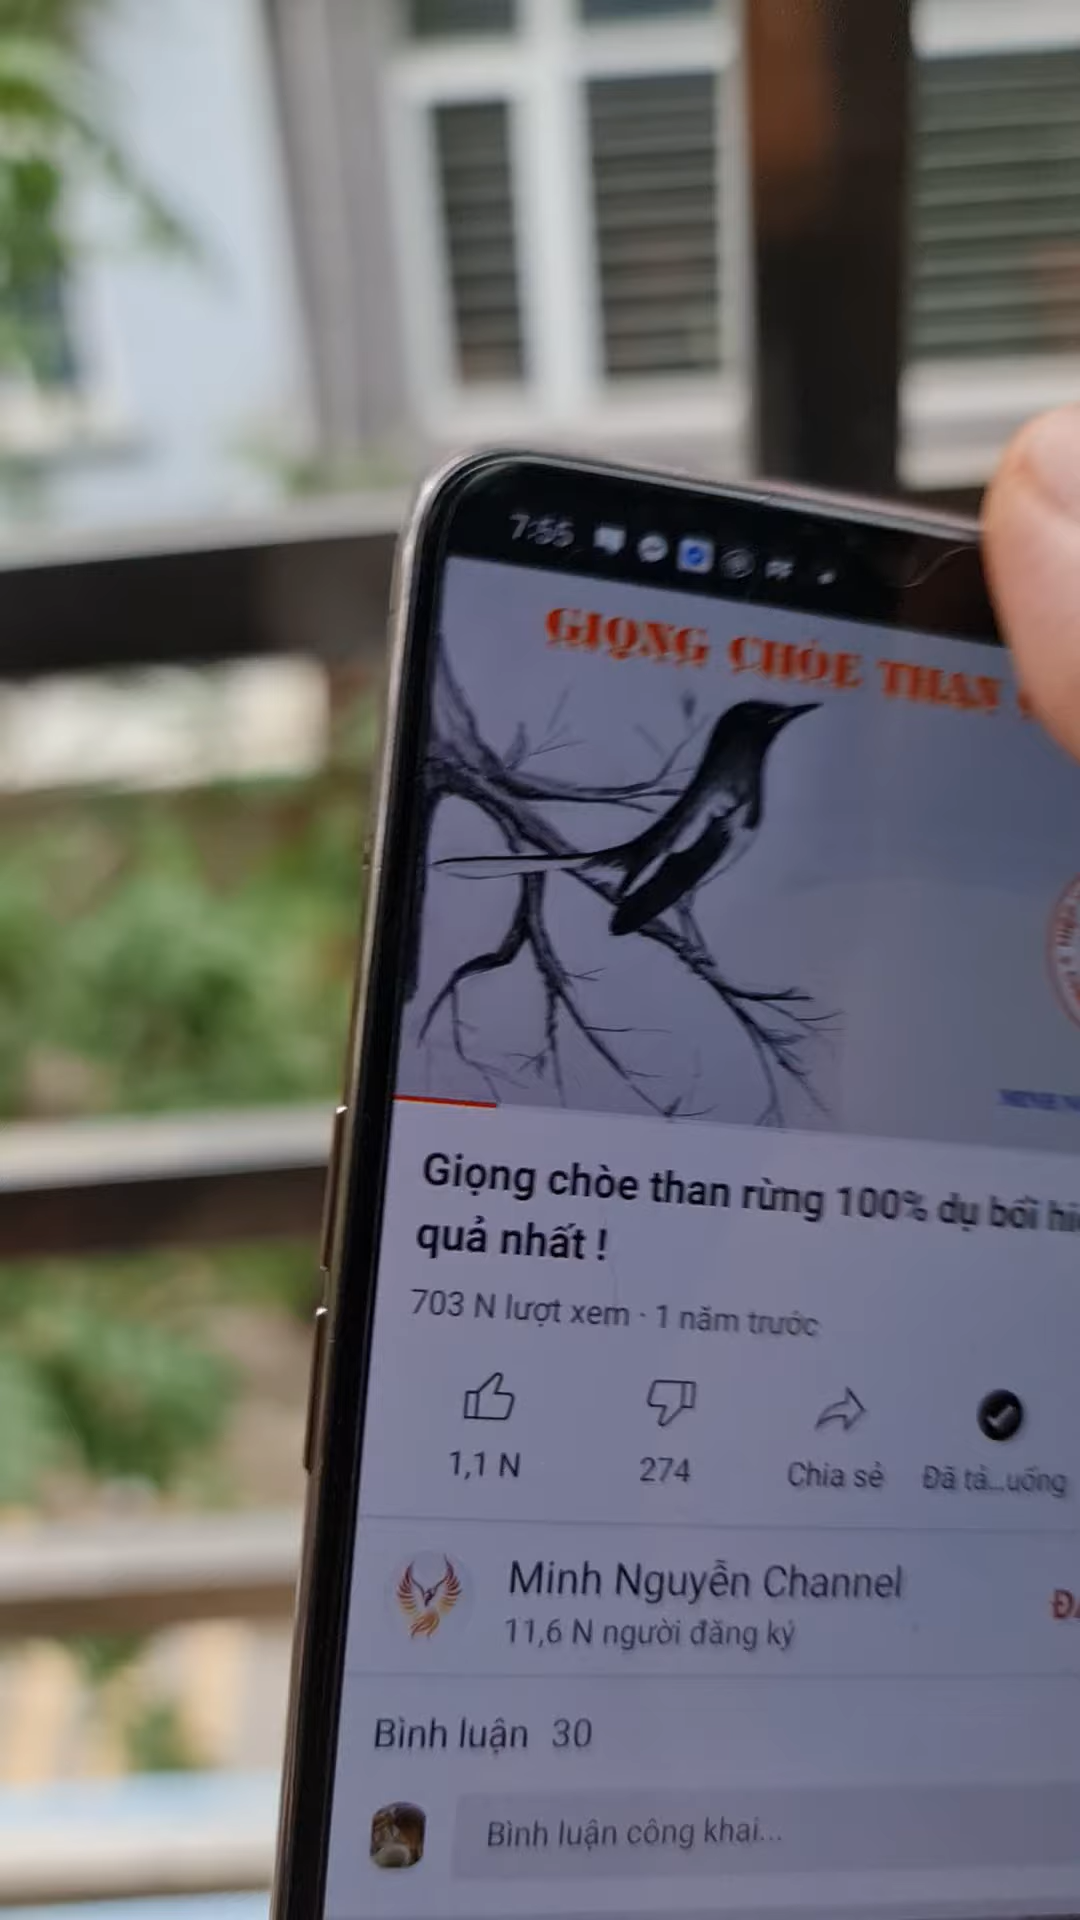 7:55
GIỌNG CHÒE THAN
Giọng chòe than rừng 100% dụ bổi
quả nhất !
703 N lượt xem · 1 năm trước
1,1 N
274
Chia sẻ
Đã tả...uống
Minh Nguyễn Channel
11,6 N người đăng ký
Bình luận 30
Bình luận công khai...